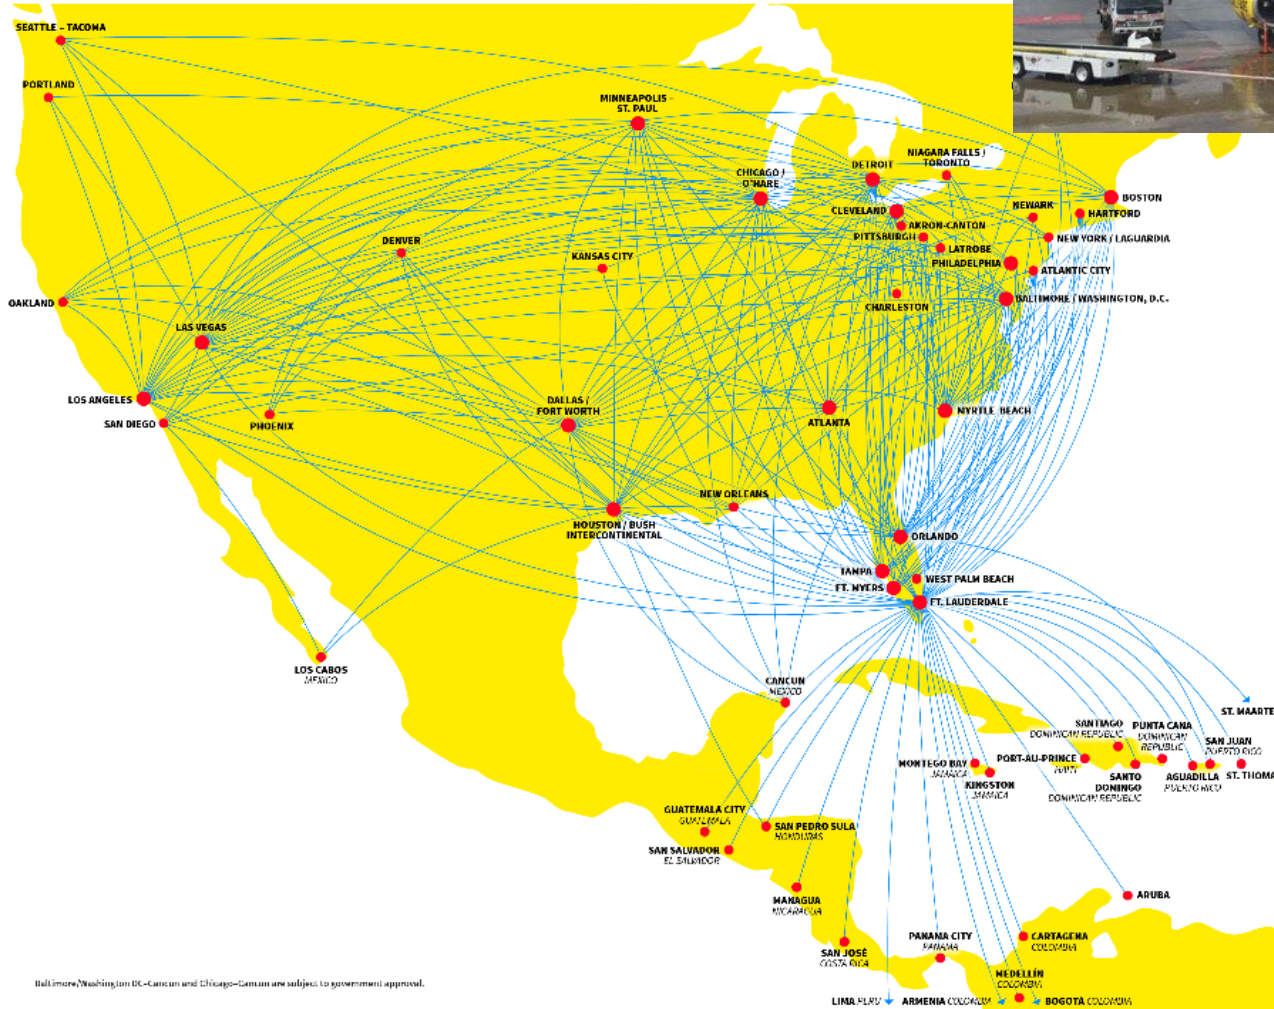 SEATTLE – TACOMA
PORTLAND
MINNEAPOLIS –
ST. PAUL
NIAGARA FALLS /
TORONTO
DETROIT
CHICAGO /
O'HARE
BOSTON
NEWARK
CLEVELAND
HARTFORD
AKRON-CANTON
PITTSBURGH
NEW YORK / LAGUARDIA
DENVER
LATROBE
KANSAS CITY
PHILADELPHIA
ATLANTIC CITY
OAKLAND
BALTIMORE / WASHINGTON, D.C.
CHARLESTON
LAS VEGAS
LOS ANGELES
DALLAS /
FORT WORTH
MYRTLE BEACH
SAN DIEGO
PHOENIX
ATLANTA
NEW ORLEANS
HOUSTON / BUSH
INTERCONTINENTAL
ORLANDO
TAMPA
WEST PALM BEACH
FT. MYERS
FT. LAUDERDALE
LOS CABOS
MEXICO
CANCUN
MEXICO
ST. MAARTE
SANTIAGO
DOMINICAN REPUBLIC
PUNTA CANA
DOMINICAN
REPUBLIC
SAN JUAN
PUERTO RICO
MONTEGO BAY
JAMAICA
PORT-AU-PRINCE
HAITI
KINGSTON
JAMAICA
SANTO
DOMINGO
DOMINICAN REPUBLIC
AGUADILLA
PUERTO RICO
ST. THOMA
GUATEMALA CITY
GUATEMALA
SAN PEDRO SULA
HONDURAS
SAN SALVADOR
EL SALVADOR
MANAGUA
NICARAGUA
ARUBA
SAN JOSÉ
COSTA RICA
PANAMA CITY
PANAMA
CARTAGENA
COLOMBIA
MEDELLÍN
COLOMBIA
Baltimore/Washington DC–Cancun and Chicago–Cancun are subject to government approval.
LIMA PERU
ARMENIA COLOMBIA
BOGOTÁ COLOMBIA